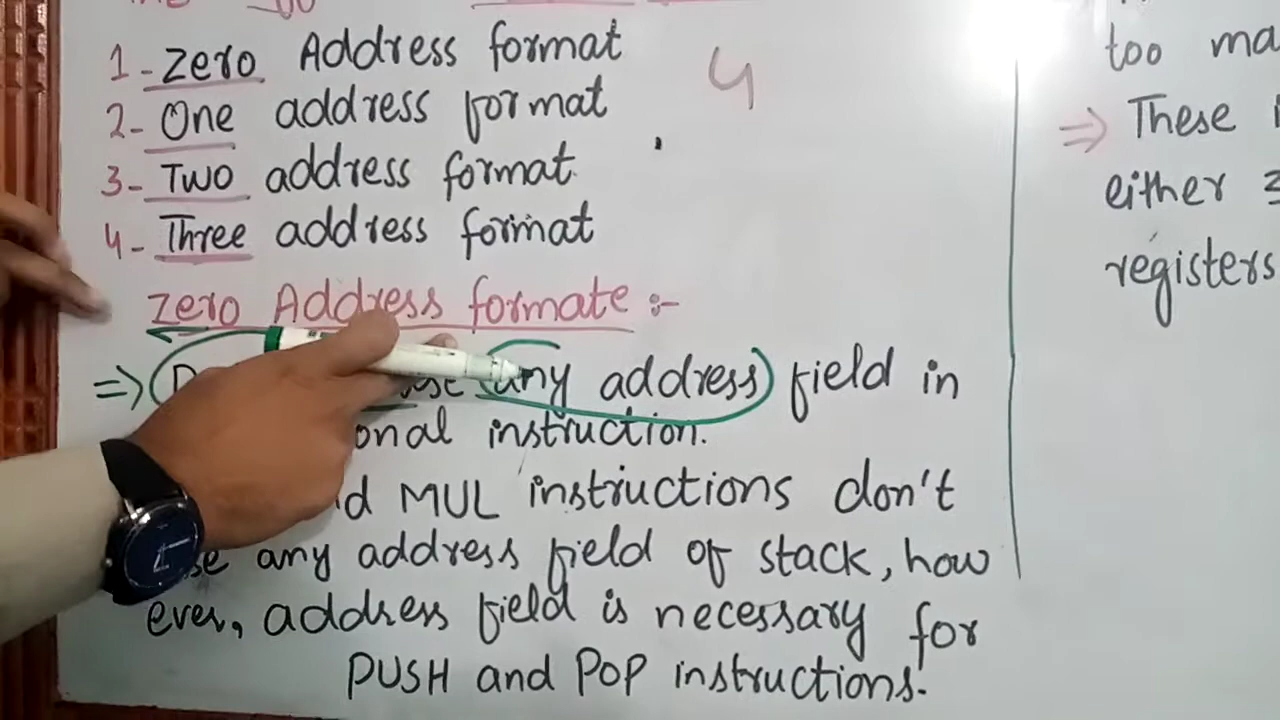 1-Zero Address format
2-One address format
3-Two address format
4-Three address format
4
Zero Address formate:-
⇒ any address field in
onal instruction.
MUL instructions don't
any address field of stack, how
ever, address field is necessary for
PUSH and POP instructions.
too
⇒ These
either
registers